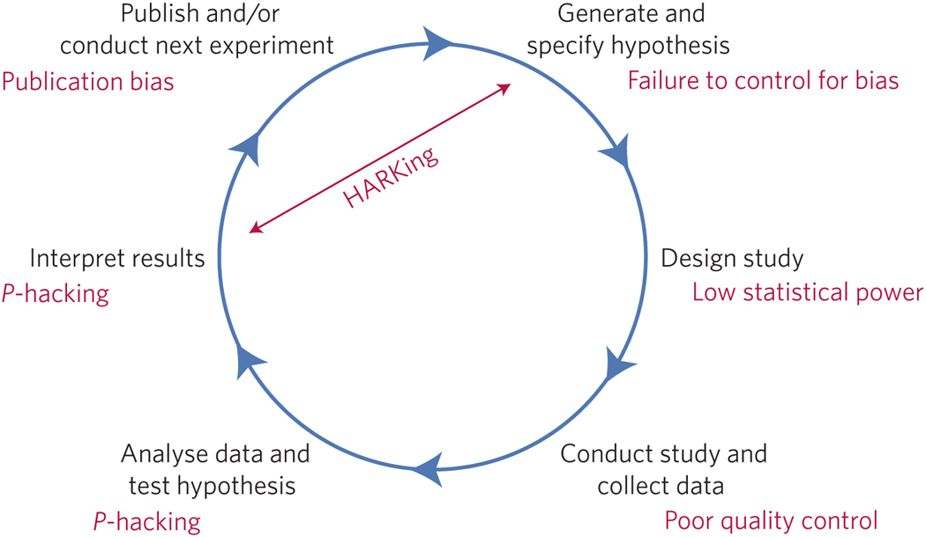 Publish and/or
conduct next experiment
Publication bias
Generate and
specify hypothesis
Failure to control for bias
HARKing
Interpret results
P-hacking
Design study
Low statistical power
Analyse data and
test hypothesis
P-hacking
Conduct study and
collect data
Poor quality control